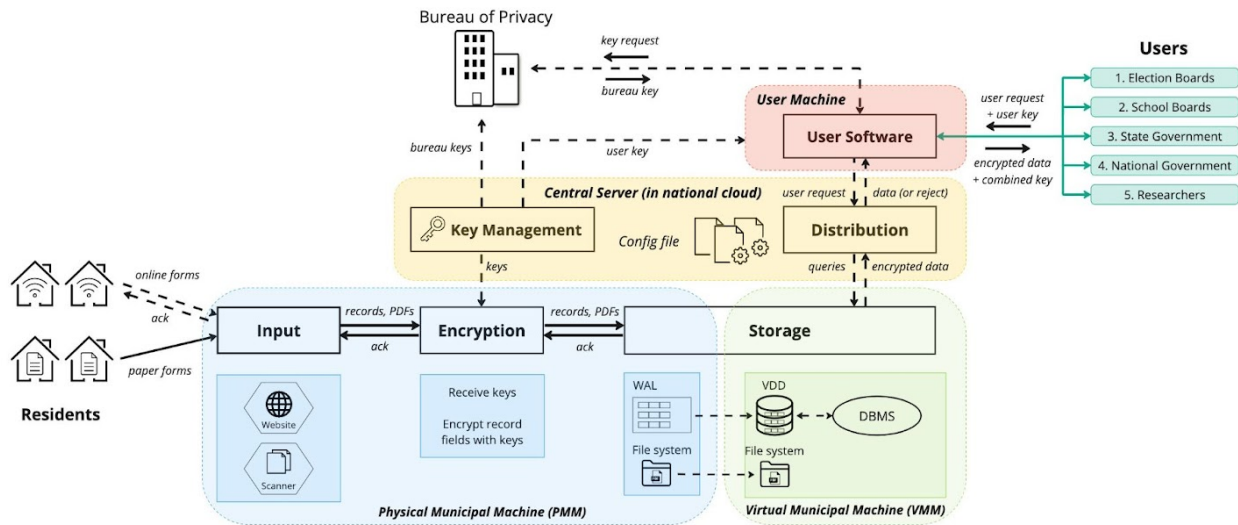 Bureau of Privacy
key request
bureau key
Users
1. Election Boards
2. School Boards
3. State Government
4. National Government
5. Researchers
user request
+ user key
encrypted data
+ combined key
User Machine
User Software
bureau keys
user key
Central Server (in national cloud)
user request
data (or reject)
Key Management
Config file
Distribution
keys
queries
encrypted data
online forms
ack
paper forms
Residents
Input
records, PDFs
ack
Encryption
records, PDFs
ack
Storage
Website
Scanner
Receive keys
Encrypt record
fields with keys
WAL
File system
VDD
DBMS
File system
Physical Municipal Machine (PMM)
Virtual Municipal Machine (VMM)